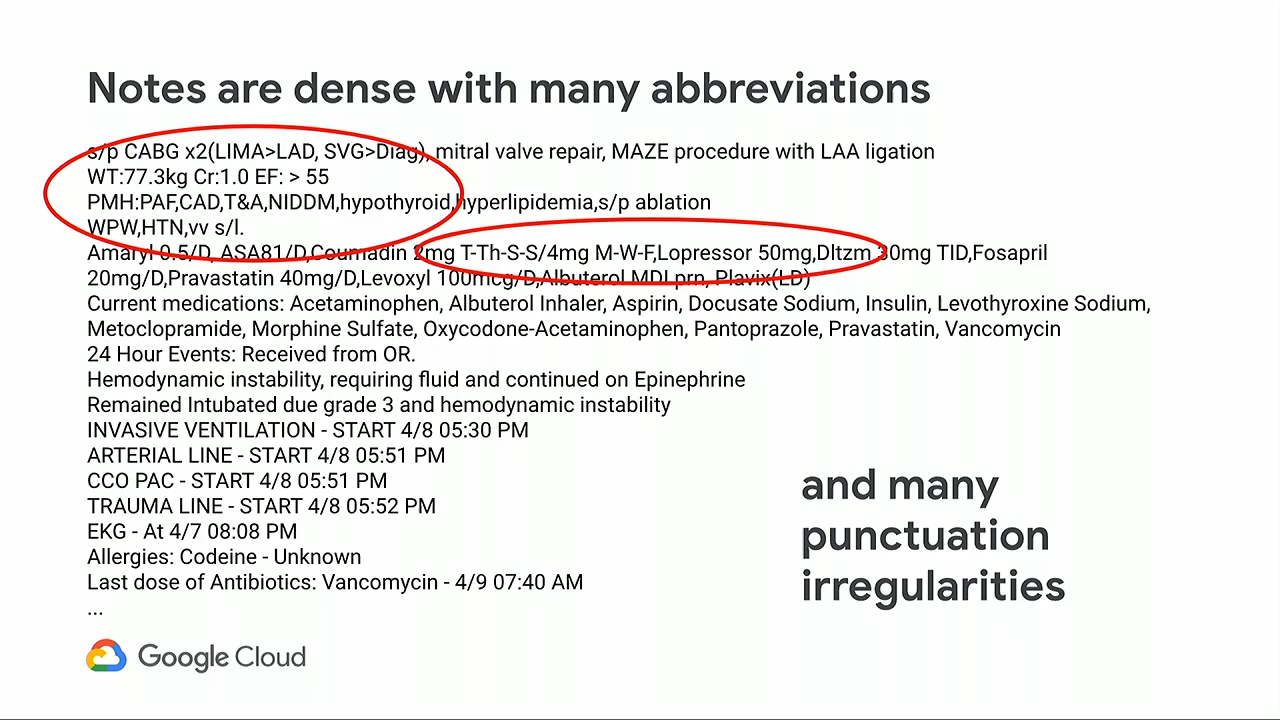 Notes are dense with many abbreviations
s/p CABG x2(LIMA>LAD, SVG>Diag), mitral valve repair, MAZE procedure with LAA ligation
WT:77.3kg Cr:1.0 EF: > 55
PMH:PAF,CAD,T&A,NIDDM,hypothyroid,hyperlipidemia,s/p ablation
WPW,HTN,vv s/l.
Amaryl 0.5/D, ASA81/D,Coumadin 2mg T-Th-S-S/4mg M-W-F,Lopressor 50mg,Dltzm 30mg TID,Fosapril
20mg/D,Pravastatin 40mg/D,Levoxyl 100mcg/D,Albuterol MDI prn, Plavix(LD)
Current medications: Acetaminophen, Albuterol Inhaler, Aspirin, Docusate Sodium, Insulin, Levothyroxine Sodium,
Metoclopramide, Morphine Sulfate, Oxycodone-Acetaminophen, Pantoprazole, Pravastatin, Vancomycin
24 Hour Events: Received from OR.
Hemodynamic instability, requiring fluid and continued on Epinephrine
Remained Intubated due grade 3 and hemodynamic instability
INVASIVE VENTILATION - START 4/8 05:30 PM
ARTERIAL LINE - START 4/8 05:51 PM
CCO PAC - START 4/8 05:51 PM
TRAUMA LINE - START 4/8 05:52 PM
EKG - At 4/7 08:08 PM
Allergies: Codeine - Unknown
Last dose of Antibiotics: Vancomycin - 4/9 07:40 AM
...
and many
punctuation
irregularities
Google Cloud